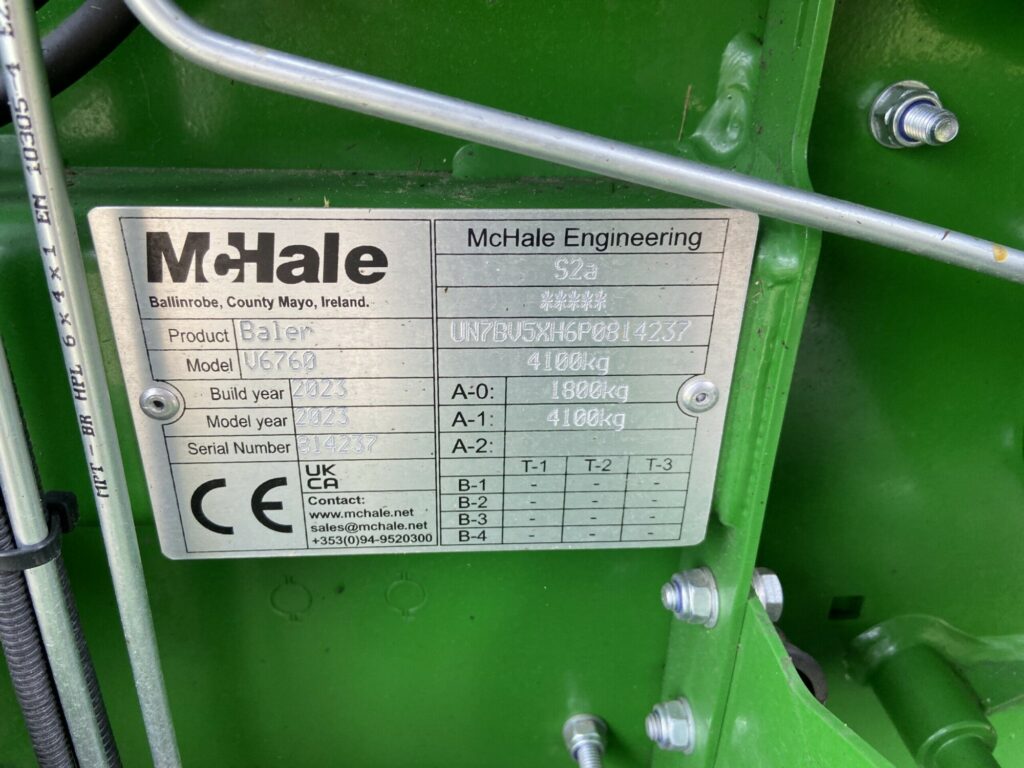 EN 10305-1
MPT - BR HPL 6 x 4 x 1
McHale
Ballinrobe, County Mayo, Ireland.
Product Baler
Model V6760
Build year 2023
Model year 2023
Serial Number 814237
CE
UK
CA
Contact:
www.mchale.net
sales@mchale.net
+353(0)94-9520300
McHale Engineering
S2a
*****
UN7BV5XH6P0814237
4100kg
A-0: 1800kg
A-1: 4100kg
A-2:
T-1 T-2 T-3
B-1 - - -
B-2 - - -
B-3 - - -
B-4 - - -